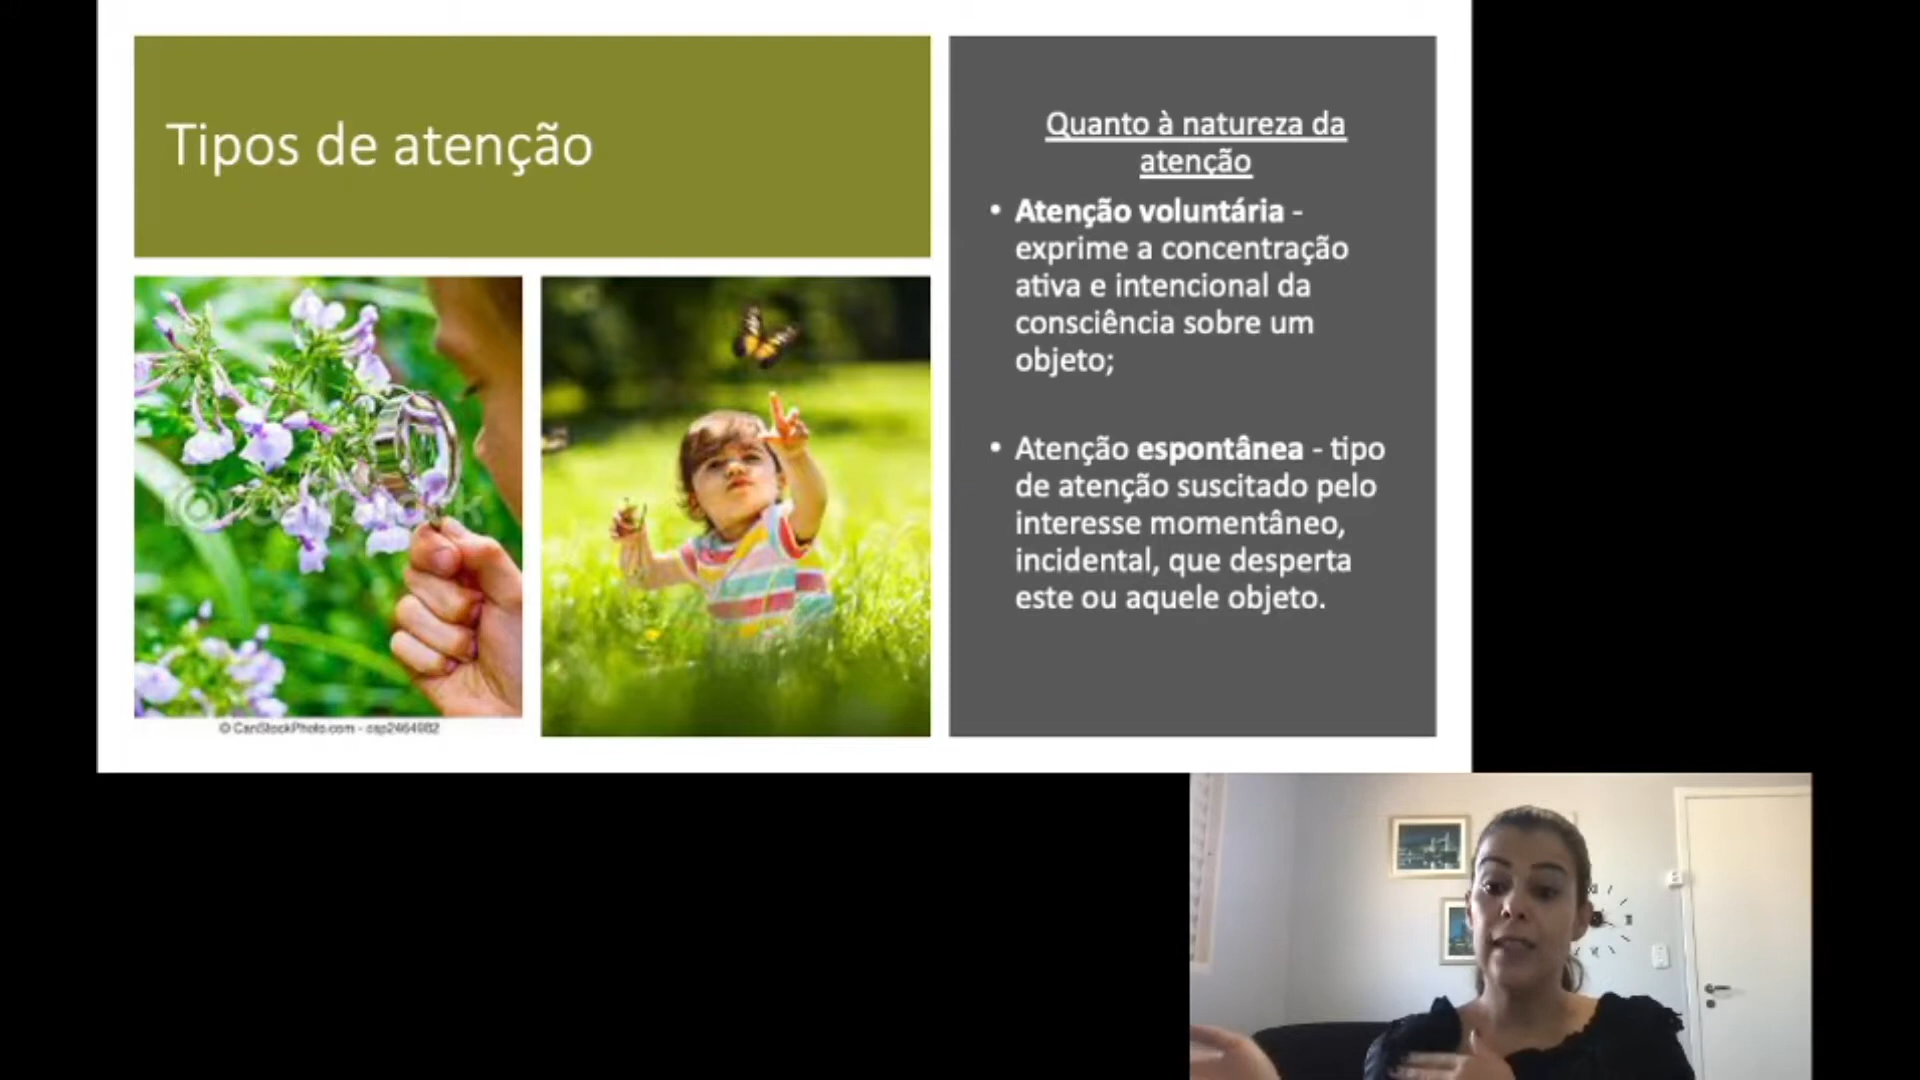 Tipos de atenção
Quanto à natureza da
atenção
• Atenção voluntária -
exprime a concentração
ativa e intencional da
consciência sobre um
objeto;
• Atenção espontânea - tipo
de atenção suscitado pelo
interesse momentâneo,
incidental, que desperta
este ou aquele objeto.
© CanStockPhoto.com - csp2464982